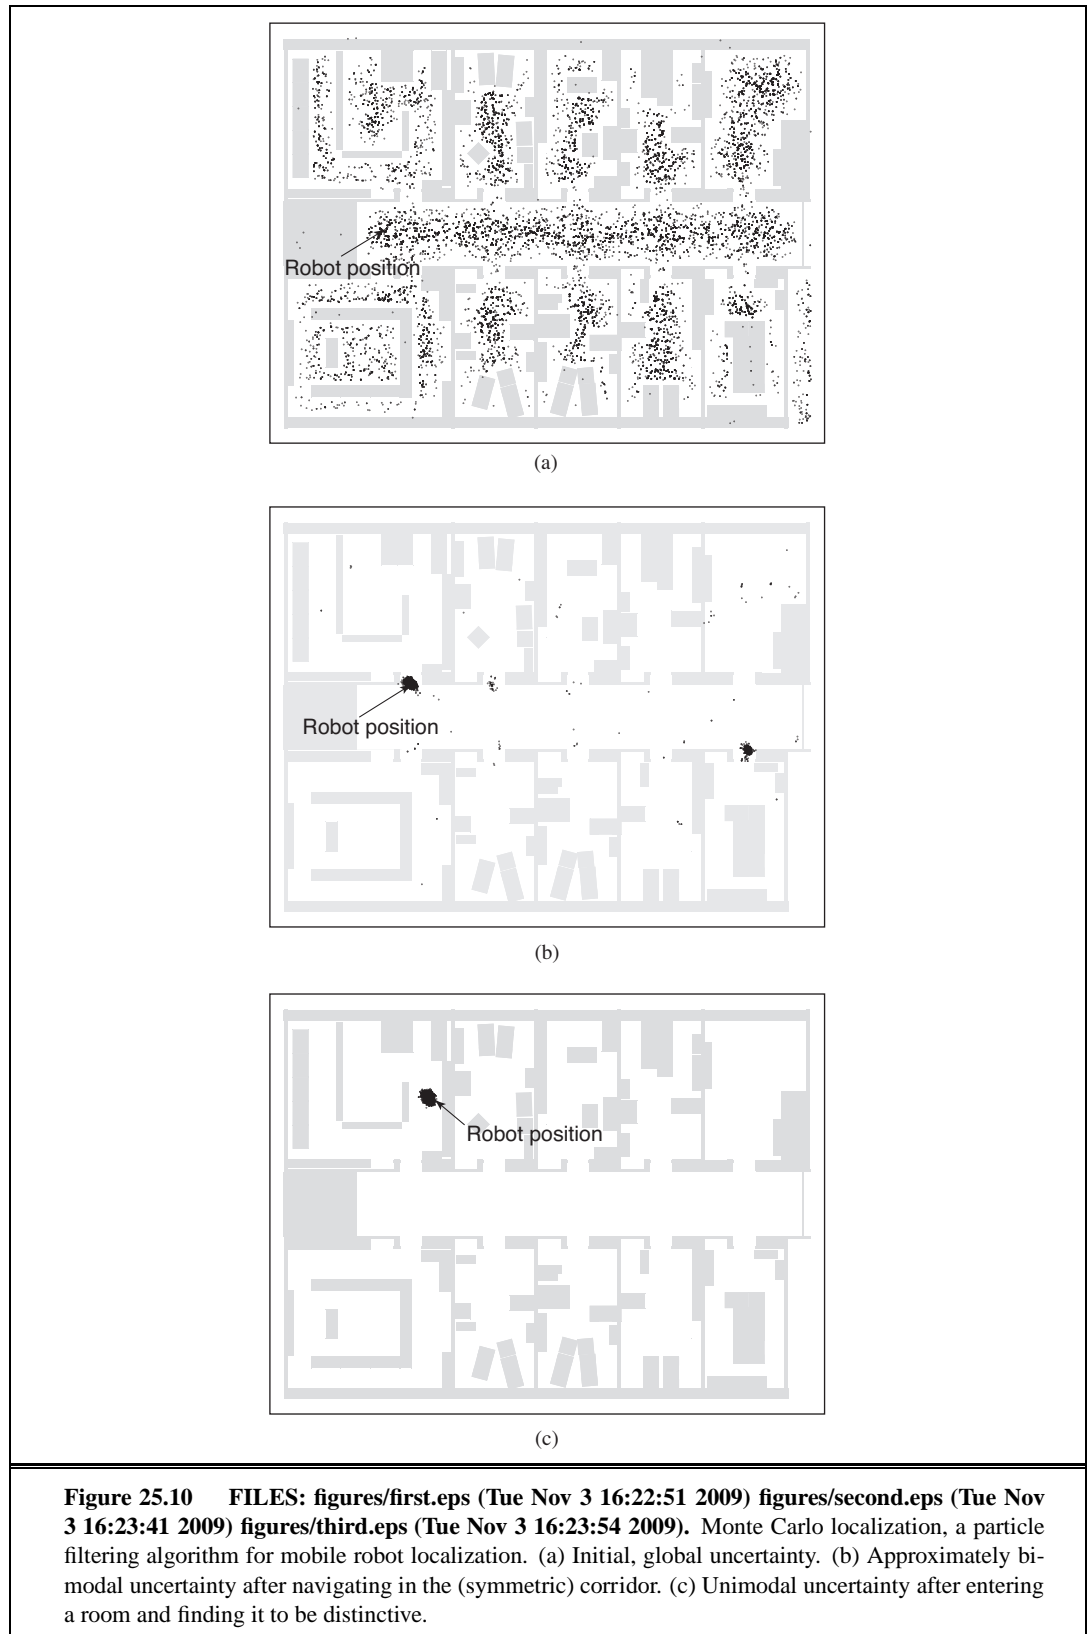 Robot position
(a)
Robot position
(b)
Robot position
(c)
Figure 25.10 FILES: figures/first.eps (Tue Nov 3 16:22:51 2009) figures/second.eps (Tue Nov
3 16:23:41 2009) figures/third.eps (Tue Nov 3 16:23:54 2009). Monte Carlo localization, a particle
filtering algorithm for mobile robot localization. (a) Initial, global uncertainty. (b) Approximately bi-
modal uncertainty after navigating in the (symmetric) corridor. (c) Unimodal uncertainty after entering
a room and finding it to be distinctive.